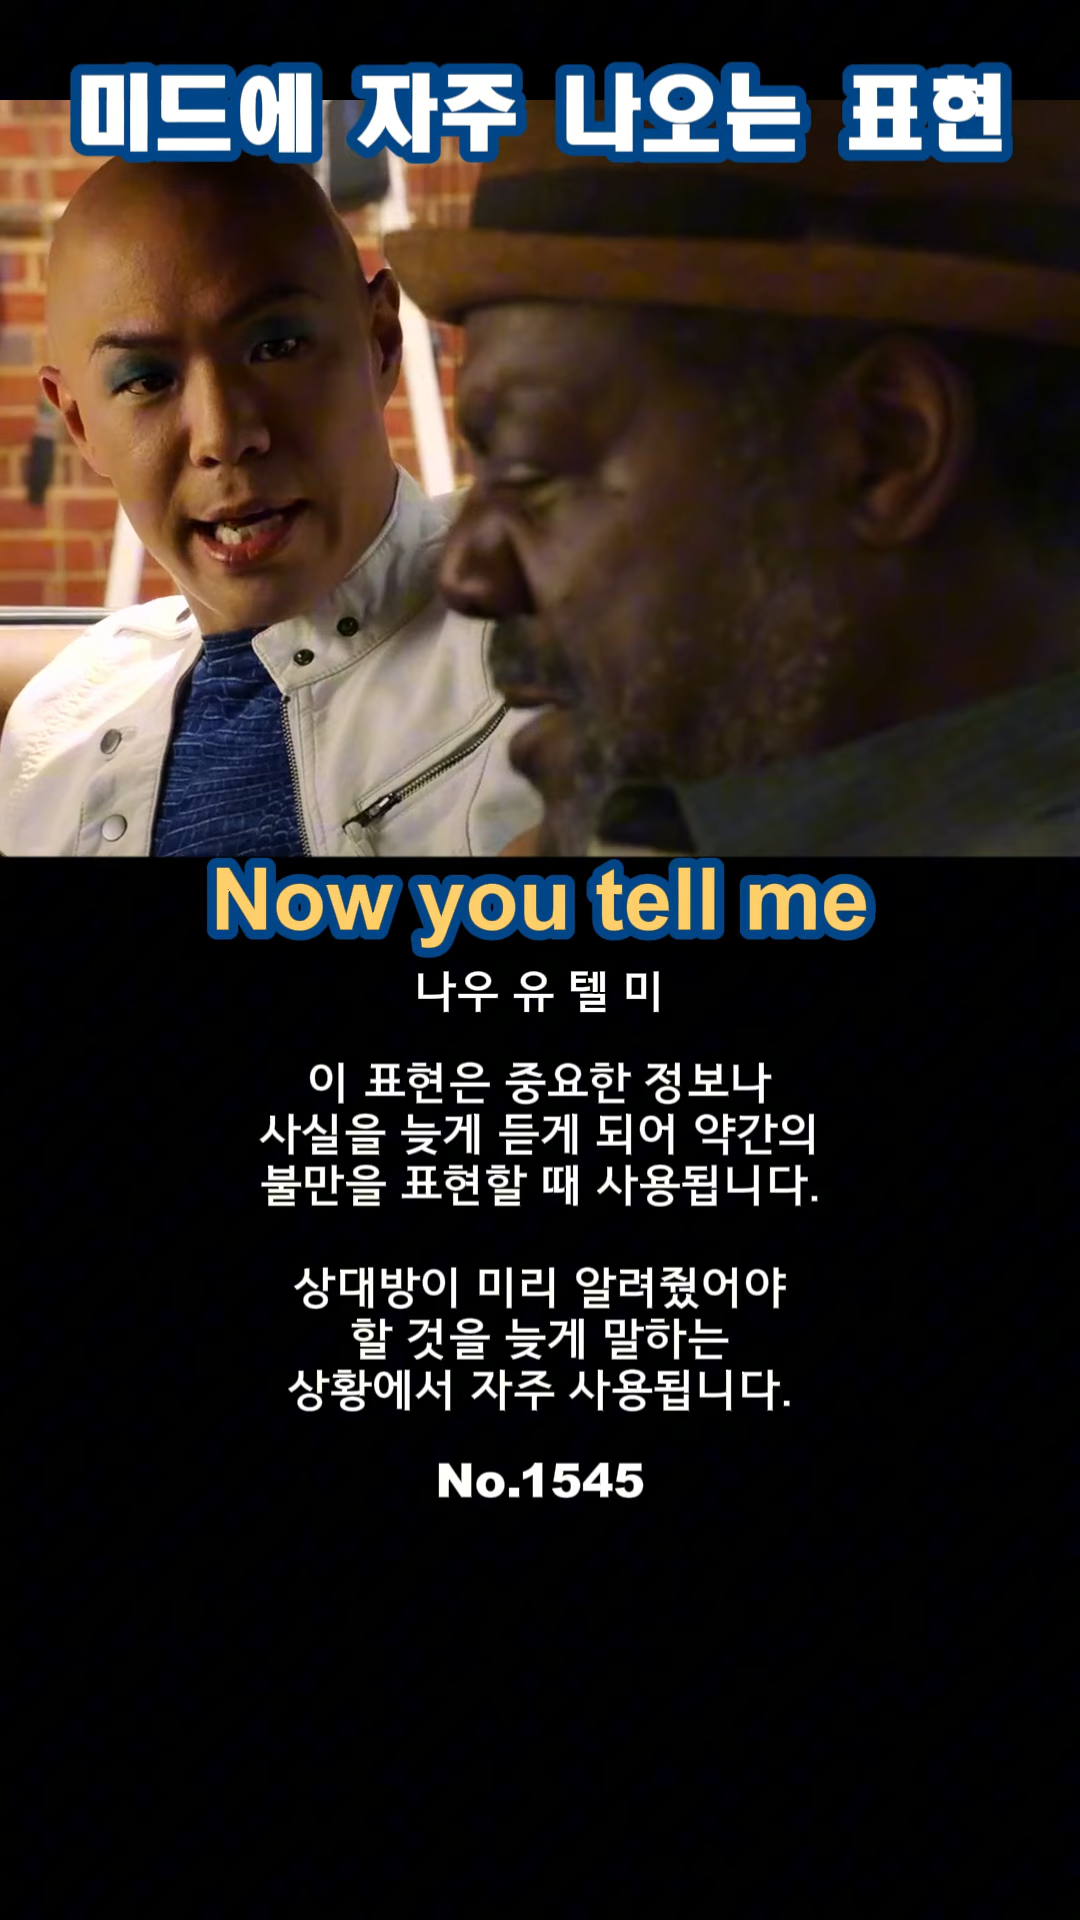 미드에 자주 나오는 표현
Now you tell me
나우 유 텔 미
이 표현은 중요한 정보나
사실을 늦게 듣게 되어 약간의
불만을 표현할 때 사용됩니다.
상대방이 미리 알려줬어야
할 것을 늦게 말하는
상황에서 자주 사용됩니다.
No.1545